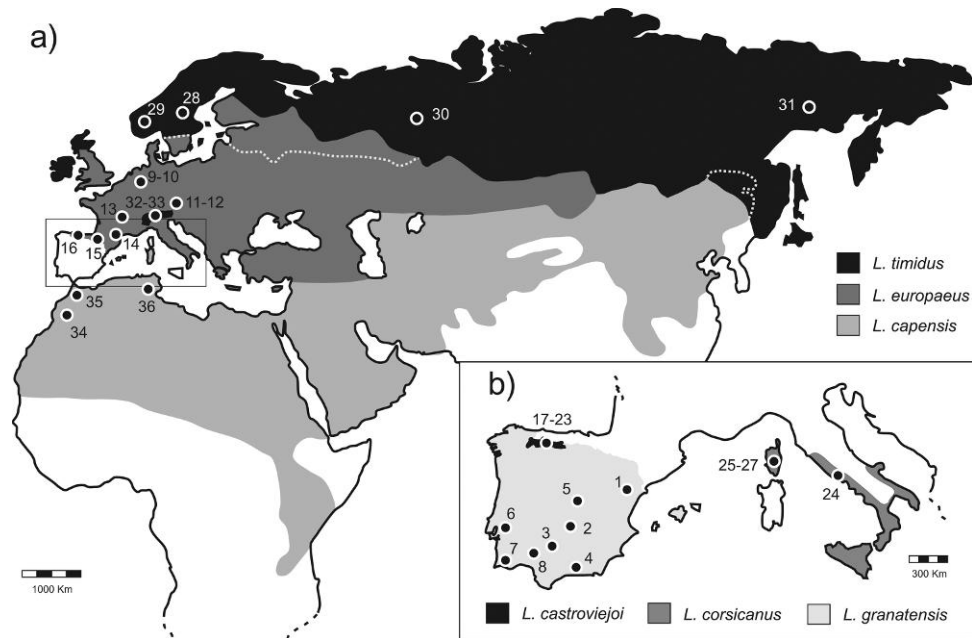 a)
28
29
30
31
9-10
32-33
11-12
13
16
15
14
35
36
34
L. timidus
L. europaeus
L. capensis
1000 Km
b)
17-23
25-27
24
1
5
6
2
3
7
8
4
300 Km
L. castroviejoi
L. corsicanus
L. granatensis